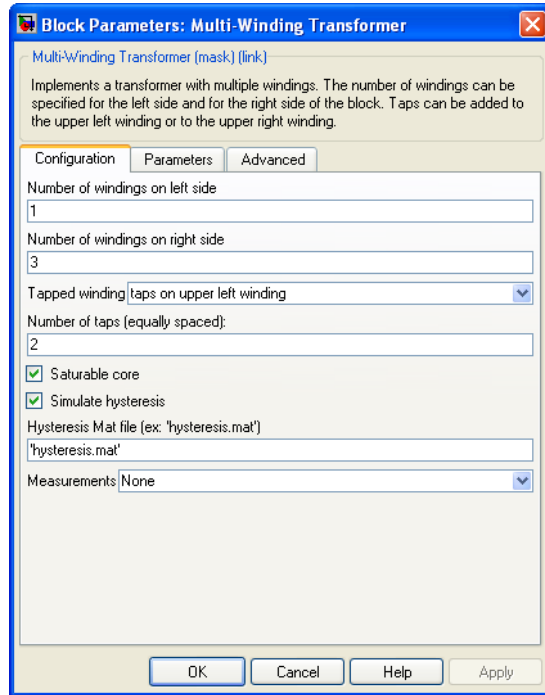 Block Parameters: Multi-Winding Transformer
Multi-Winding Transformer (mask) (link)
Implements a transformer with multiple windings. The number of windings can be
specified for the left side and for the right side of the block. Taps can be added to
the upper left winding or to the upper right winding.
Configuration Parameters Advanced
Number of windings on left side
1
Number of windings on right side
3
Tapped winding taps on upper left winding
Number of taps (equally spaced):
2
Saturable core
Simulate hysteresis
Hysteresis Mat file (ex: 'hysteresis.mat')
'hysteresis.mat'
Measurements None
OK Cancel Help Apply